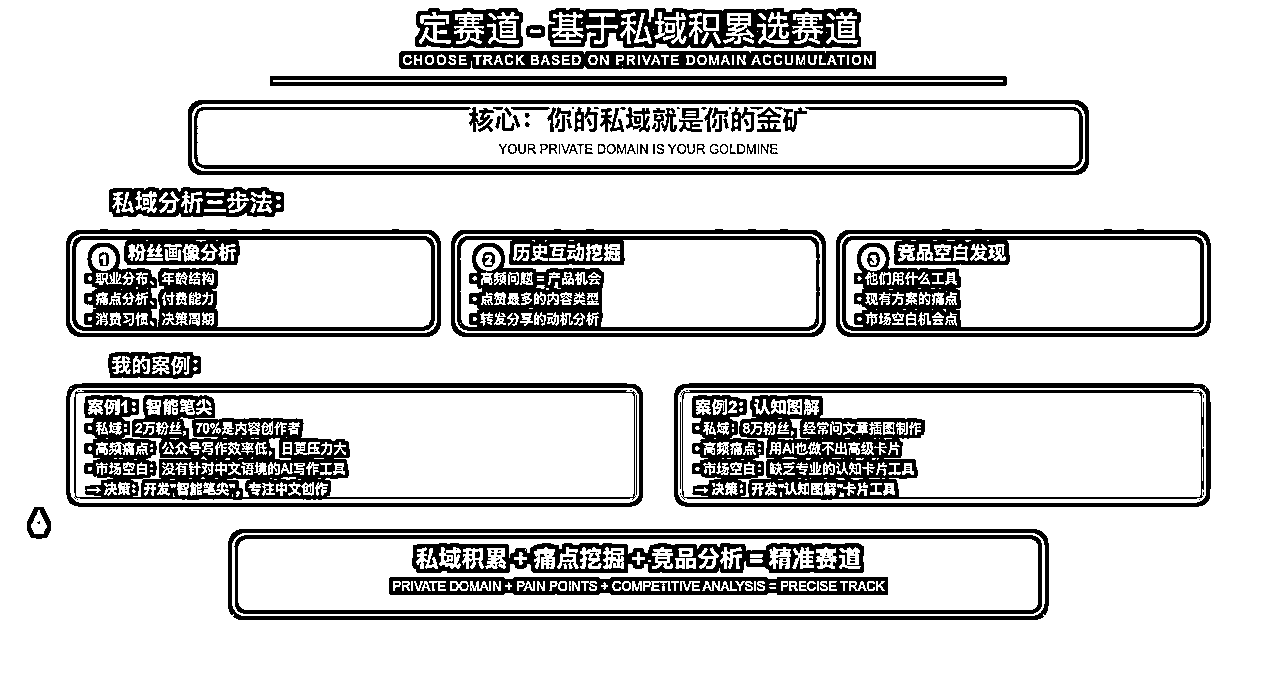 定赛道 - 基于私域积累选赛道
CHOOSE TRACK BASED ON PRIVATE DOMAIN ACCUMULATION
核心：你的私域就是你的金矿
YOUR PRIVATE DOMAIN IS YOUR GOLDMINE
私域分析三步法：
1 粉丝画像分析
职业分布、年龄结构
痛点分析、付费能力
消费习惯、决策周期
2 历史互动挖掘
高频问题 = 产品机会
点赞最多的内容类型
转发分享的动机分析
3 竞品空白发现
他们用什么工具
现有方案的痛点
市场空白机会点
我的案例：
案例1：智能笔尖
私域：2万粉丝，70%是内容创作者
高频痛点：公众号写作效率低，日更压力大
市场空白：没有针对中文语境的AI写作工具
→ 决策：开发"智能笔尖"，专注中文创作
案例2：认知图解
私域：8万粉丝，经常问文章插图制作
高频痛点：用AI也做不出高级卡片
市场空白：缺乏专业的认知卡片工具
→ 决策：开发"认知图解"卡片工具
私域积累 + 痛点挖掘 + 竞品分析 = 精准赛道
PRIVATE DOMAIN + PAIN POINTS + COMPETITIVE ANALYSIS = PRECISE TRACK